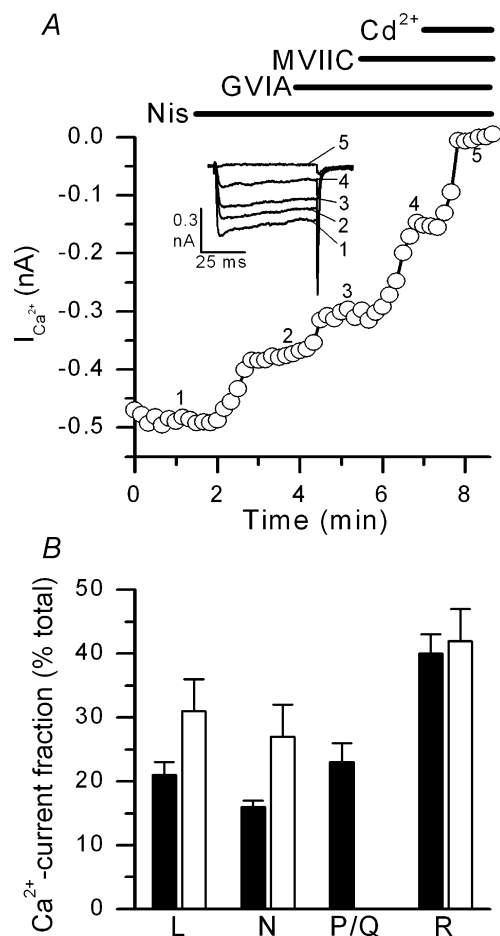 A
Cd²⁺
MVIIC
GVIA
Nis
0.0
-0.1
-0.2
-0.3
-0.4
-0.5
I Ca²⁺ (nA)
5
4
3
2
1
0.3
nA
25 ms
1
2
3
4
5
0 2 4 6 8
Time (min)
B
50
40
30
20
10
0
Ca²⁺-current fraction (% total)
L N P/Q R